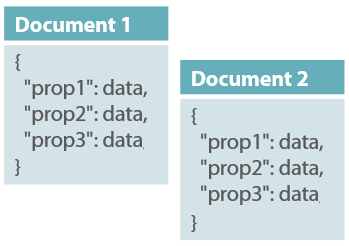 Document 1
{
"prop1": data,
"prop2": data,
"prop3": data,
}
Document 2
{
"prop1": data,
"prop2": data,
"prop3": data
}